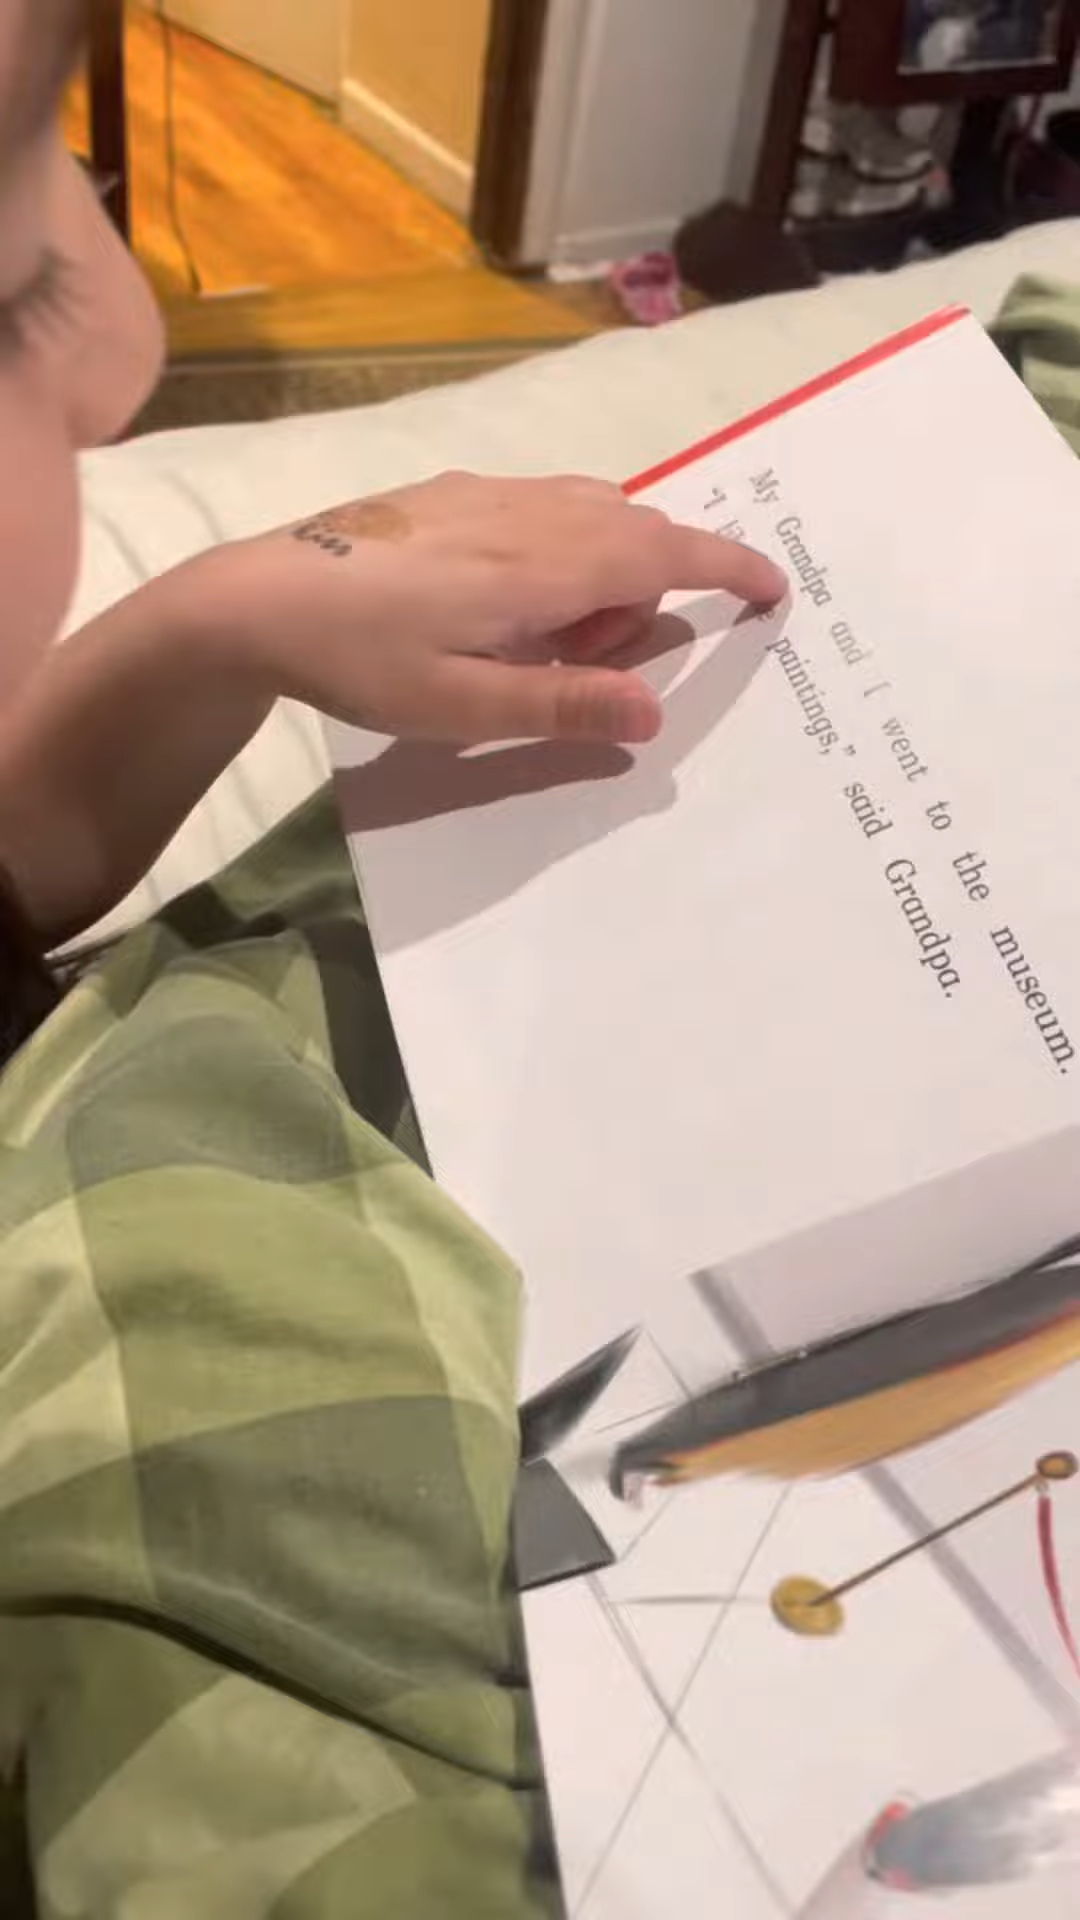 My Grandpa and I went to the museum.
"I paintings," said Grandpa.